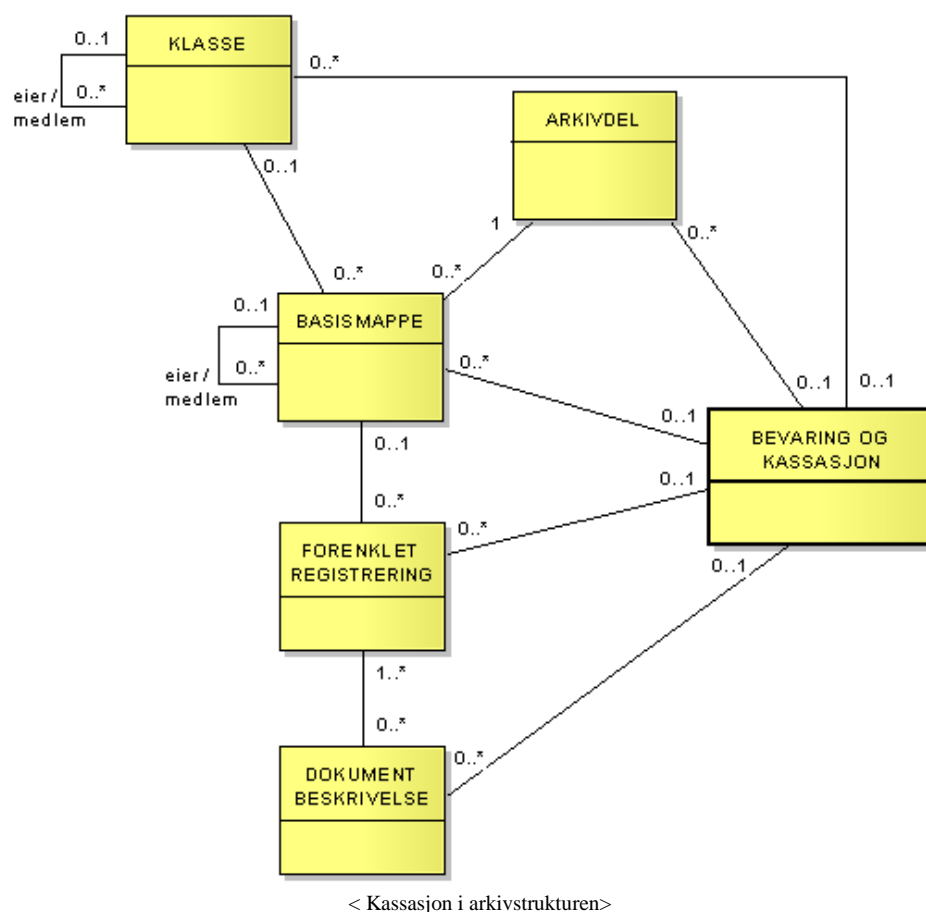 0..1
KLASSE
0..*
eier /
0..*
medlem
ARKIVDEL
0..1
1
0..*
0..*
0..*
0..1
BASISMAPPE
0..*
0..*
eier /
medlem
0..1
0..1
0..1
BEVARING OG
KASSASJON
0..1
0..1
0..*
0..*
FORENKLET
REGISTRERING
0..1
1..*
0..*
0..*
DOKUMENT
BESKRIVELSE
< Kassasjon i arkivstrukturen>